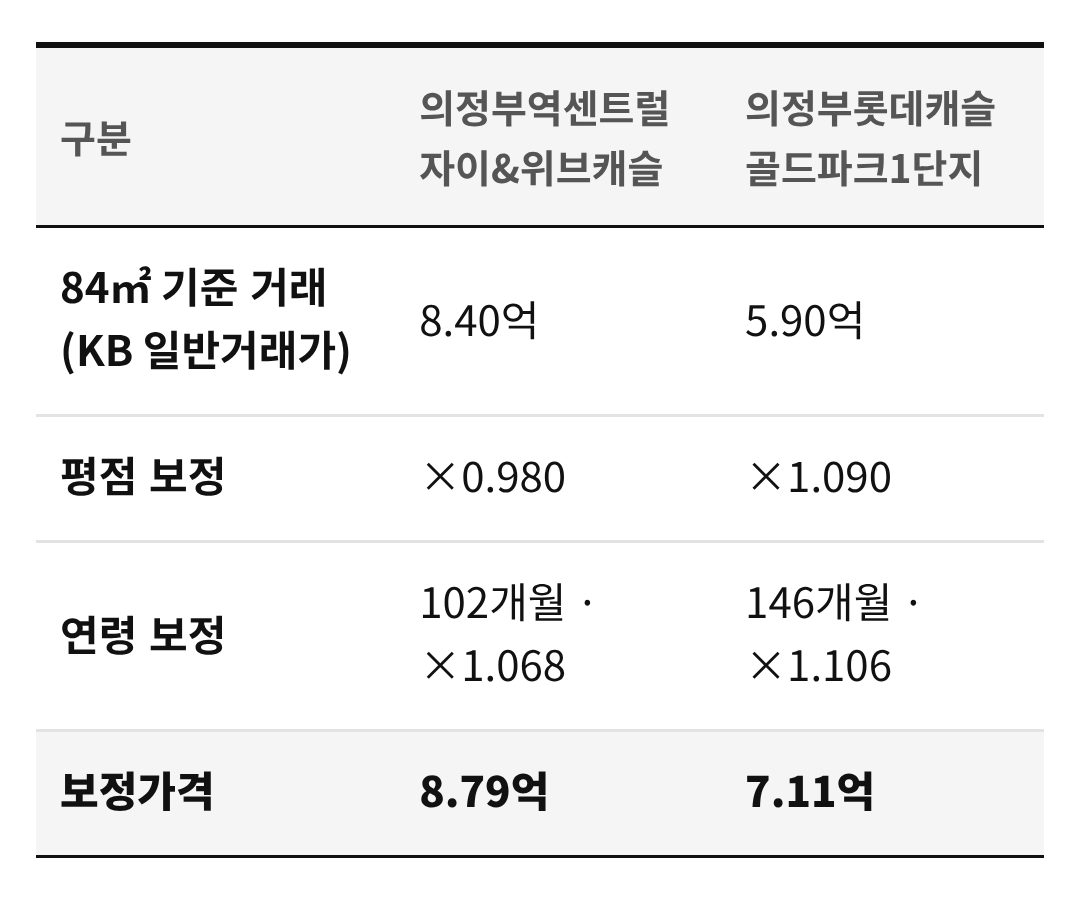 구분
의정부역센트럴
자이&위브캐슬
의정부롯데캐슬
골드파크1단지
84㎡ 기준 거래
(KB 일반거래가)
8.40억
5.90억
평점 보정
×0.980
×1.090
연령 보정
102개월 ·
×1.068
146개월 ·
×1.106
보정가격
8.79억
7.11억